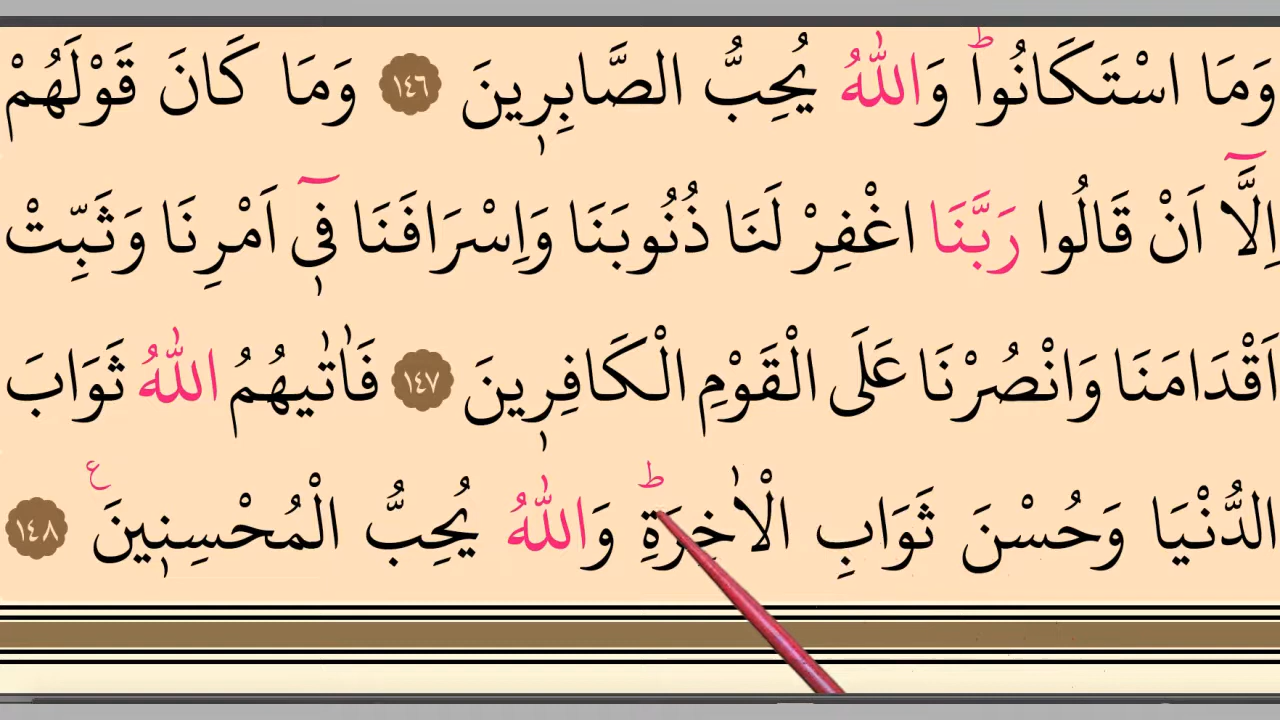 وَمَا اسْتَكَانُواۜ وَاللّٰهُ يُحِبُّ الصَّابِر۪ينَ ﴿١٤٦﴾ وَمَا كَانَ قَوْلَهُمْ
اِلَّٓا اَنْ قَالُوا رَبَّنَا اغْفِرْ لَنَا ذُنُوبَنَا وَاِسْرَافَنَا ف۪ٓي اَمْرِنَا وَثَبِّتْ
اَقْدَامَنَا وَانْصُرْنَا عَلَى الْقَوْمِ الْكَافِر۪ينَ ﴿١٤٧﴾ فَاٰتٰيهُمُ اللّٰهُ ثَوَابَ
الدُّنْيَا وَحُسْنَ ثَوَابِ الْاٰخِرَةِۜ وَاللّٰهُ يُحِبُّ الْمُحْسِن۪ينَ ع ﴿١٤٨﴾